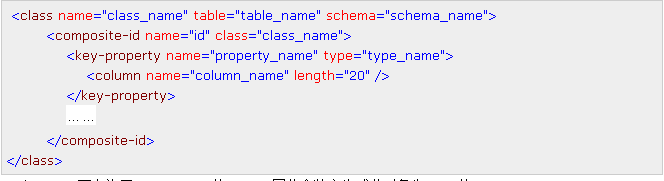 <class name="class_name" table="table_name" schema="schema_name">
<composite-id name="id" class="class_name">
<key-property name="property_name" type="type_name">
<column name="column_name" length="20" />
</key-property>
... ...
</composite-id>
</class>